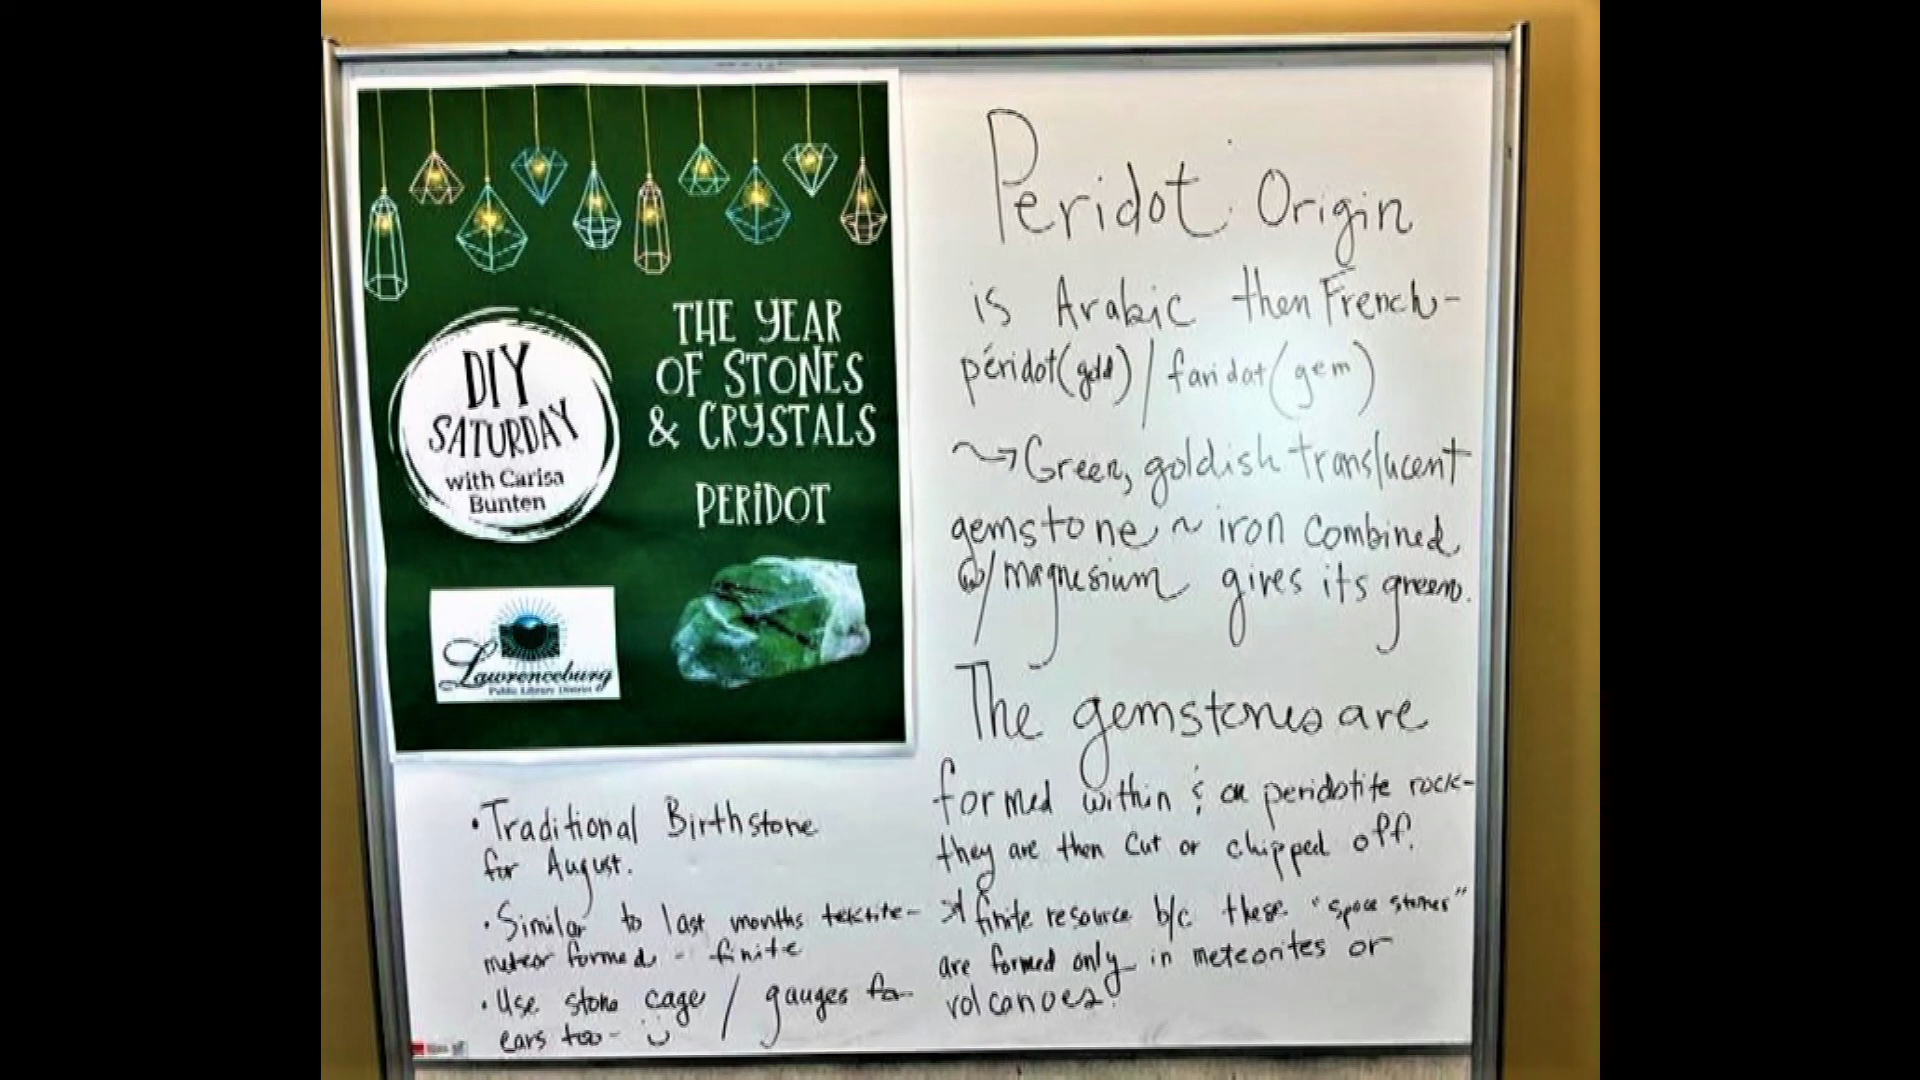 DIY
SATURDAY
with Carisa
Bunten
THE YEAR
OF STONES
& CRYSTALS
PERIDOT
Lawrenceburg
Public Library District
Peridot Origin
is Arabic then French-
péridot(gold) / faridat(gem)
~→ Green, goldish translucent
gemstone ~ iron combined
w/ magnesium gives its green.
The gemstones are
formed within & on peridotite rock-
they are then cut or chipped off.
finite resource b/c these "space stones"
are formed only in meteorites or
volcanoes!
• Traditional Birthstone
for August.
• Similar to last months tektite-
meteor formed - finite
• Use stone cage / gauges for
ears too-